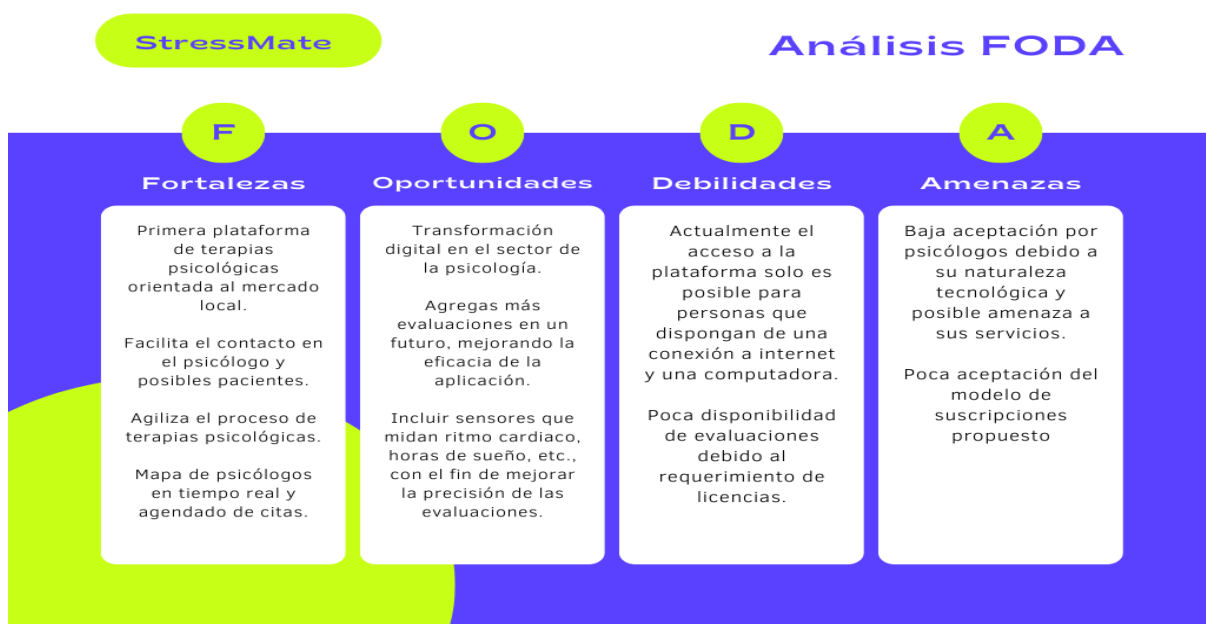 StressMate
Análisis FODA
F
Fortalezas
Primera plataforma
de terapias
psicológicas
orientada al mercado
local.
Facilita el contacto en
el psicólogo y
posibles pacientes.
Agiliza el proceso de
terapias psicológicas.
Mapa de psicólogos
en tiempo real y
agendado de citas.
O
Oportunidades
Transformación
digital en el sector de
la psicología.
Agregas más
evaluaciones en un
futuro, mejorando la
eficacia de la
aplicación.
Incluir sensores que
midan ritmo cardiaco,
horas de sueño, etc.,
con el fin de mejorar
la precisión de las
evaluaciones.
D
Debilidades
Actualmente el
acceso a la
plataforma solo es
posible para
personas que
dispongan de una
conexión a internet
y una computadora.
Poca disponibilidad
de evaluaciones
debido al
requerimiento de
licencias.
A
Amenazas
Baja aceptación por
psicólogos debido a
su naturaleza
tecnológica y
posible amenaza a
sus servicios.
Poca aceptación del
modelo de
suscripciones
propuesto